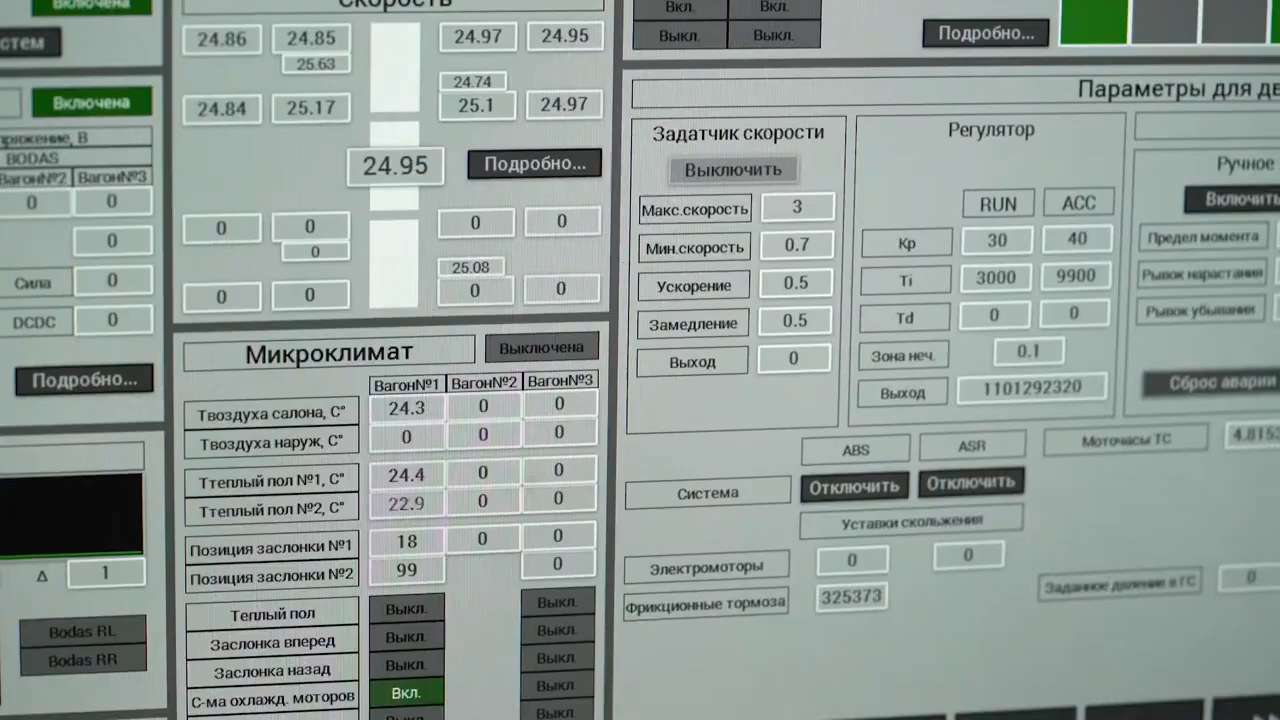 Включена
стем
Включена
BODAS
Вагон№2 Вагон№3
0 0
0
Сила 0
DCDC 0
Подробно...
Δ 1
Bodas RL
Bodas RR
Скорость
24.86 24.85 24.97 24.95
25.63 24.74
24.84 25.17 25.1 24.97
24.95 Подробно...
0 0 0 0
0 25.08
0 0 0 0
Микроклимат Выключена
Вагон№1 Вагон№2 Вагон№3
Tвоздуха салона, C° 24.3 0 0
Tвоздуха наруж, C° 0 0 0
Tтеплый пол №1, C° 24.4 0 0
Tтеплый пол №2, C° 22.9 0 0
Позиция заслонки №1 18 0 0
Позиция заслонки №2 99 0
Теплый пол Выкл. Выкл.
Заслонка вперед Выкл. Выкл.
Заслонка назад Выкл. Выкл.
С-ма охлажд. моторов Вкл. Выкл.
Выкл. Выкл.
Вкл. Вкл.
Выкл. Выкл.
Подробно...
Параметры для дв
Задатчик скорости
Выключить
Макс.скорость 3
Мин.скорость 0.7
Ускорение 0.5
Замедление 0.5
Выход 0
Регулятор
RUN ACC
Kp 30 40
Ti 3000 9900
Td 0 0
Зона неч. 0.1
Выход 1101292320
Ручное
Включить
Предел момента
Рывок нарастания
Рывок убывания
Сброс аварии
ABS ASR Моточасы ТС 4.815
Система Отключить Отключить
Уставки скольжения
Электромоторы 0 0
Фрикционные тормоза 325373
Заданное давление в ГС 0